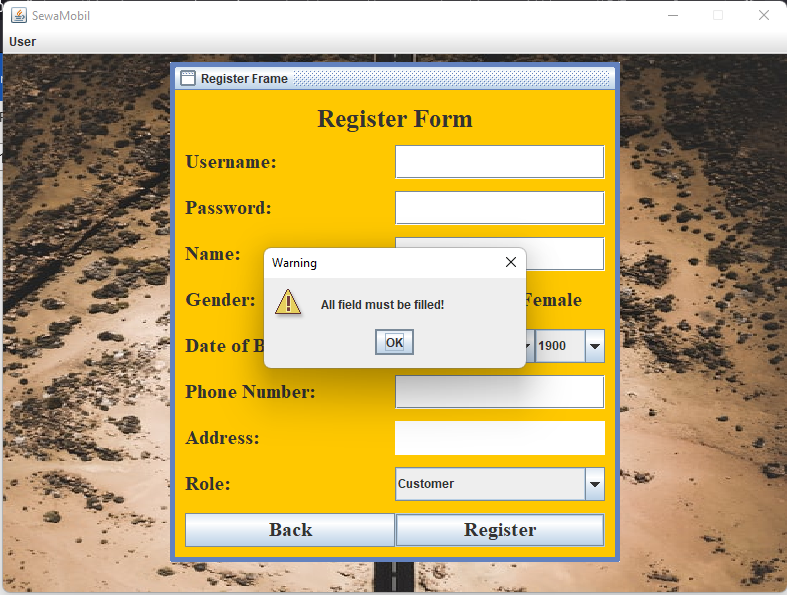 SewaMobil
User
Register Frame
Register Form
Username:
Password:
Name:
Warning
All field must be filled!
OK
Gender:
Female
Date of B
1900
Phone Number:
Address:
Role:
Customer
Back
Register